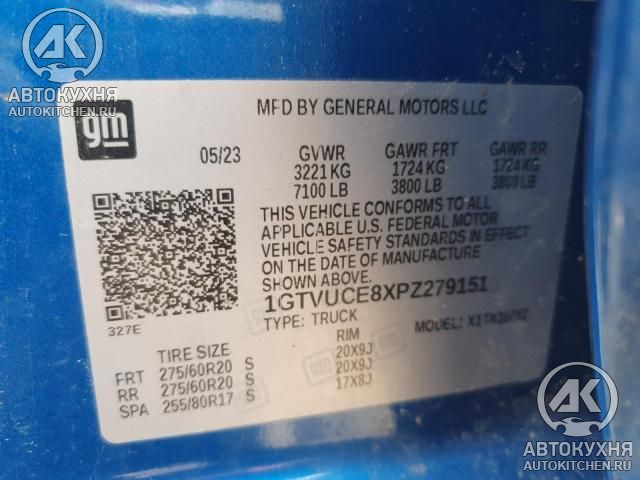 AK
АВТОКУХНЯ
AUTOKITCHEN.RU
gm
MFD BY GENERAL MOTORS LLC
05/23 GVWR GAWR FRT GAWR RR
3221 KG 1724 KG 1724 KG
7100 LB 3800 LB 3800 LB
THIS VEHICLE CONFORMS TO ALL
APPLICABLE U.S. FEDERAL MOTOR
VEHICLE SAFETY STANDARDS IN EFFECT
ON THE DATE OF MANUFACTURE
SHOWN ABOVE.
1GTVUCE8XPZ279151
327E
TYPE: TRUCK MODEL:
TIRE SIZE RIM
FRT 275/60R20 S 20X9J
RR 275/60R20 S 20X9J
SPA 255/80R17 S 17X8J
AK
АВТОКУХНЯ
AUTOKITCHEN.RU